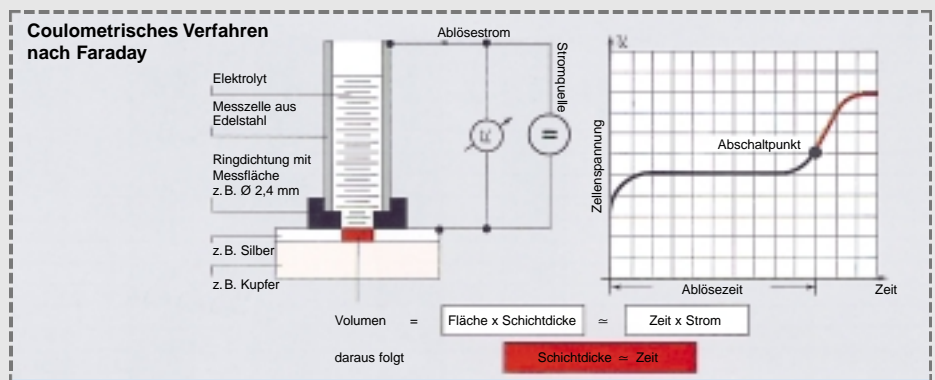 Coulometrisches Verfahren
nach Faraday
Elektrolyt
Messzelle aus
Edelstahl
Ringdichtung mit
Messfläche
z.B. Ø 2,4 mm
z.B. Silber
z.B. Kupfer
Ablösestrom
Stromquelle
=
Zellenspannung
Abschaltpunkt
Ablösezeit
Zeit
Volumen = Fläche x Schichtdicke ≃ Zeit x Strom
daraus folgt Schichtdicke ≃ Zeit